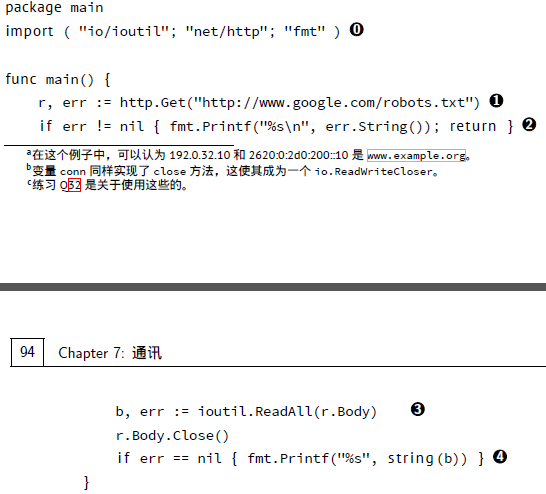 package main
import ( "io/ioutil"; "net/http"; "fmt" ) ⓿
func main() {
r, err := http.Get("http://www.google.com/robots.txt") ❶
if err != nil { fmt.Printf("%s\n", err.String()); return } ❷
a在这个例子中，可以认为 192.0.32.10 和 2620:0:2d0:200::10 是 www.example.org。
b变量 conn 同样实现了 close 方法，这使其成为一个 io.ReadWriteCloser。
c练习 Q32 是关于使用这些的。
94 Chapter 7: 通讯
b, err := ioutil.ReadAll(r.Body) ❸
r.Body.Close()
if err == nil { fmt.Printf("%s", string(b)) } ❹
}